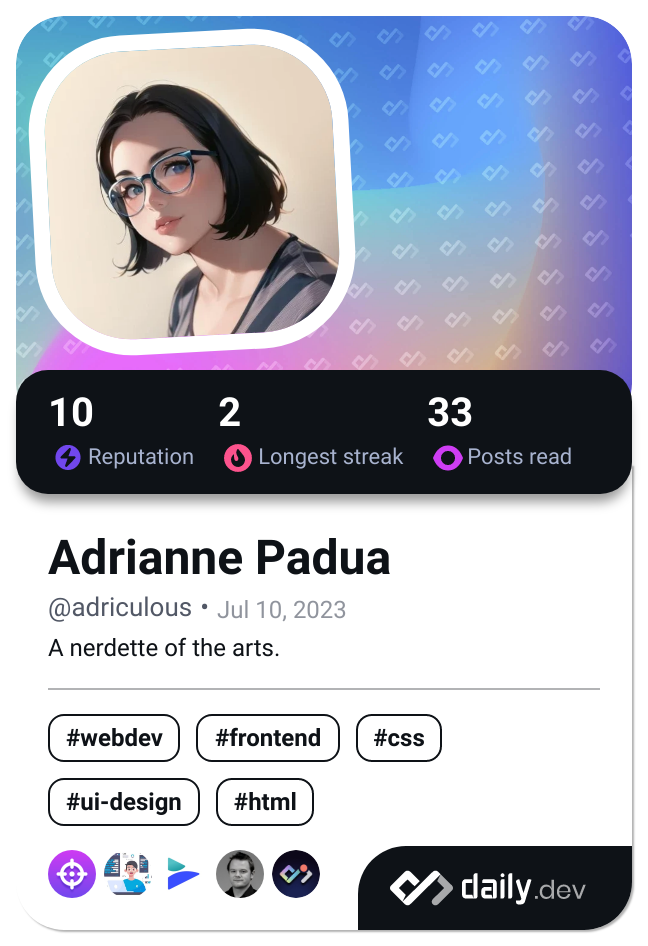 10 2 33
Reputation Longest streak Posts read
Adrianne Padua
@adriculous • Jul 10, 2023
A nerdette of the arts.
#webdev #frontend #css
#ui-design #html
daily.dev